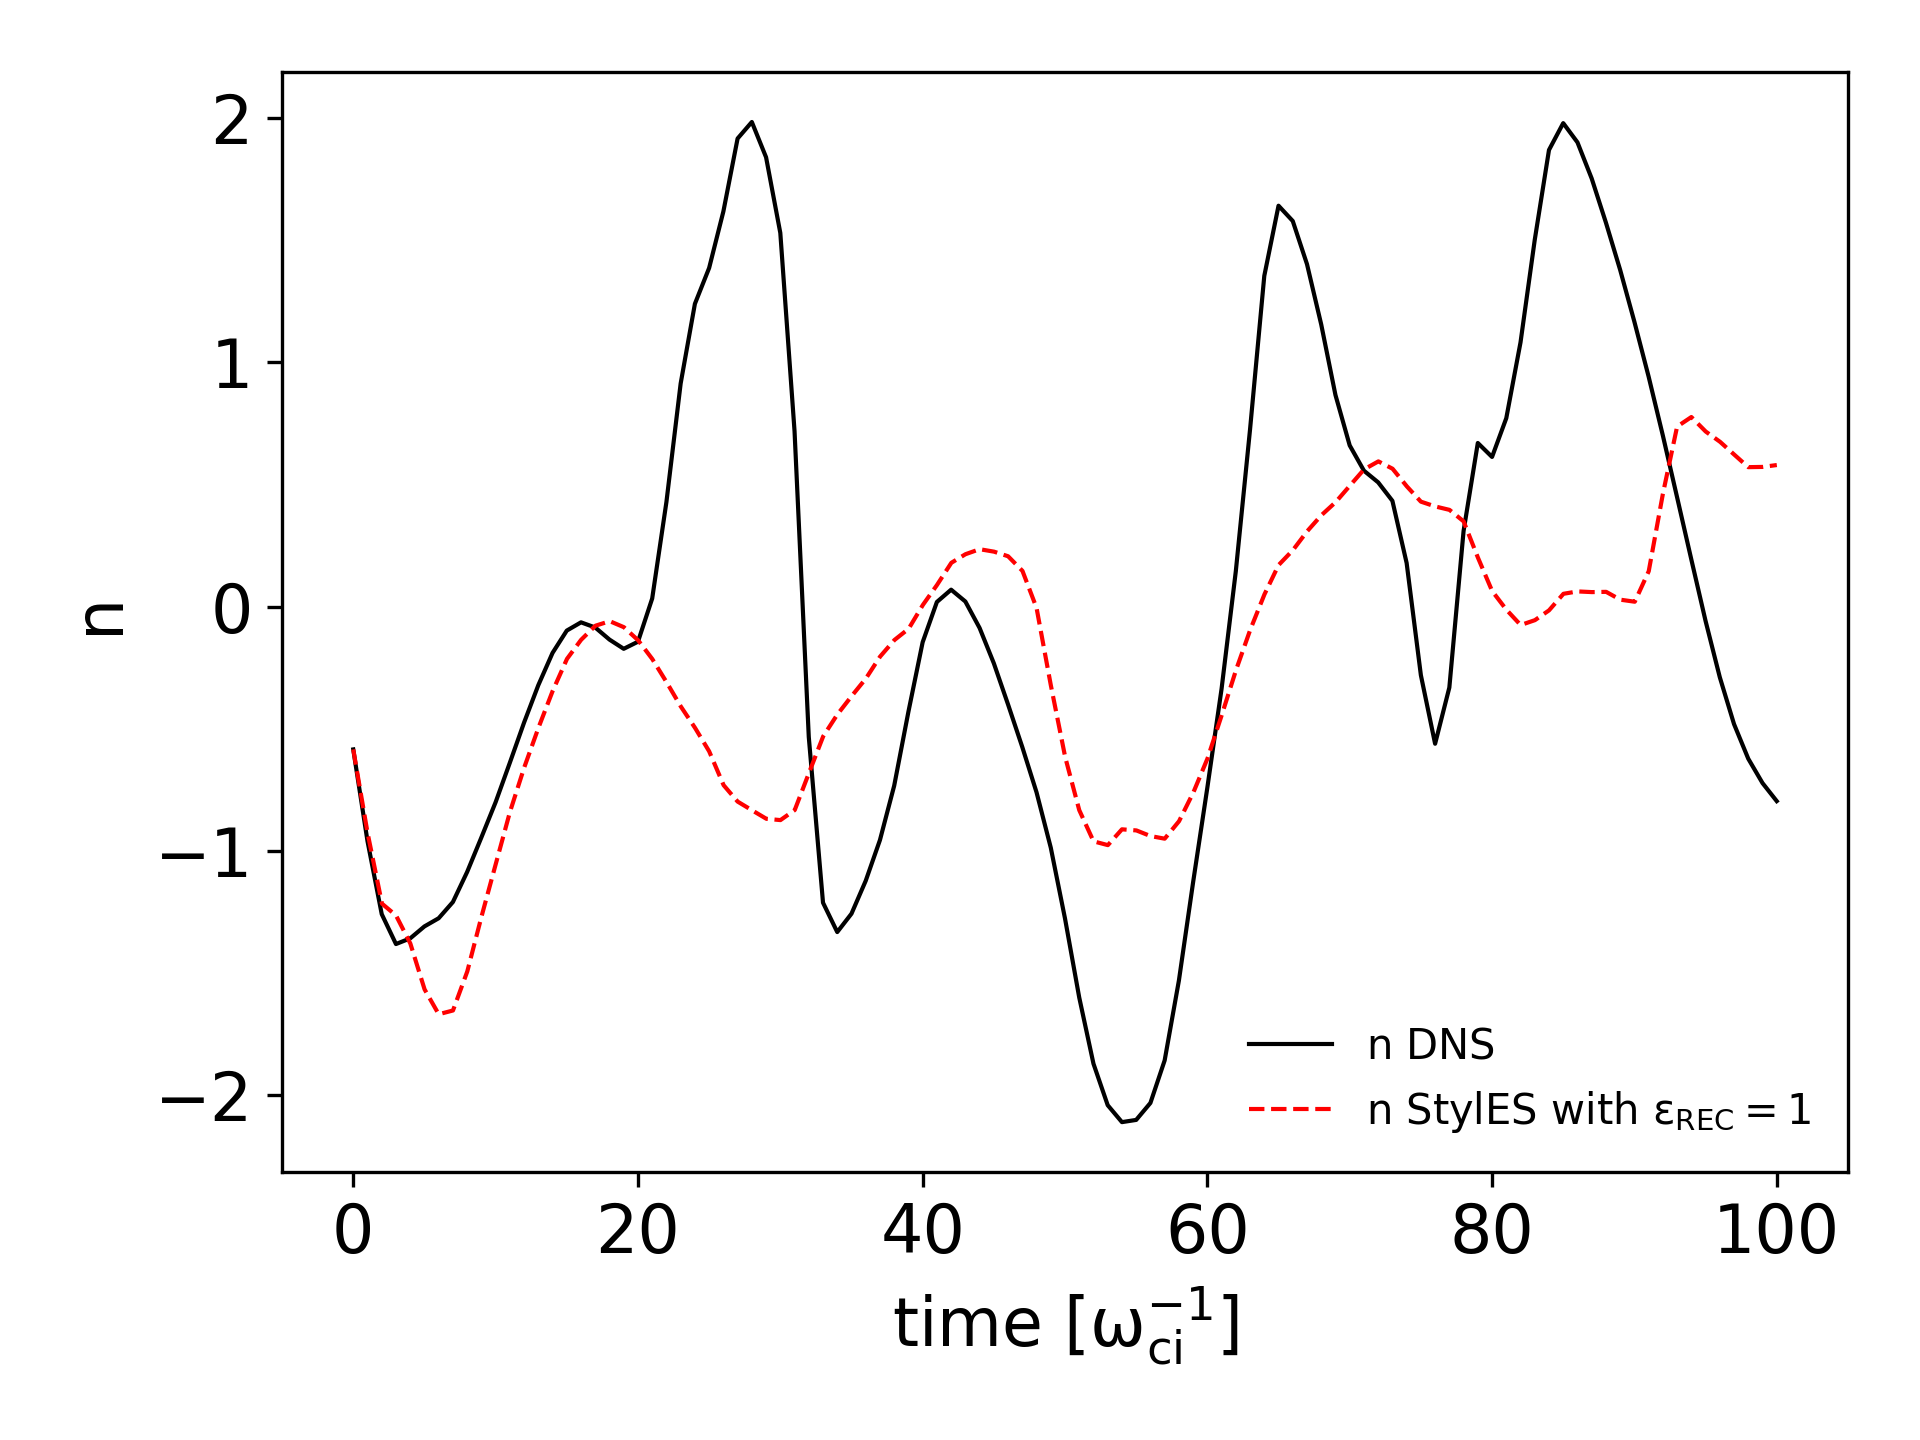 2
1
0
−1
−2
n
0 20 40 60 80 100
time [ω_ci^−1]
n DNS
n StylES with ε_REC = 1